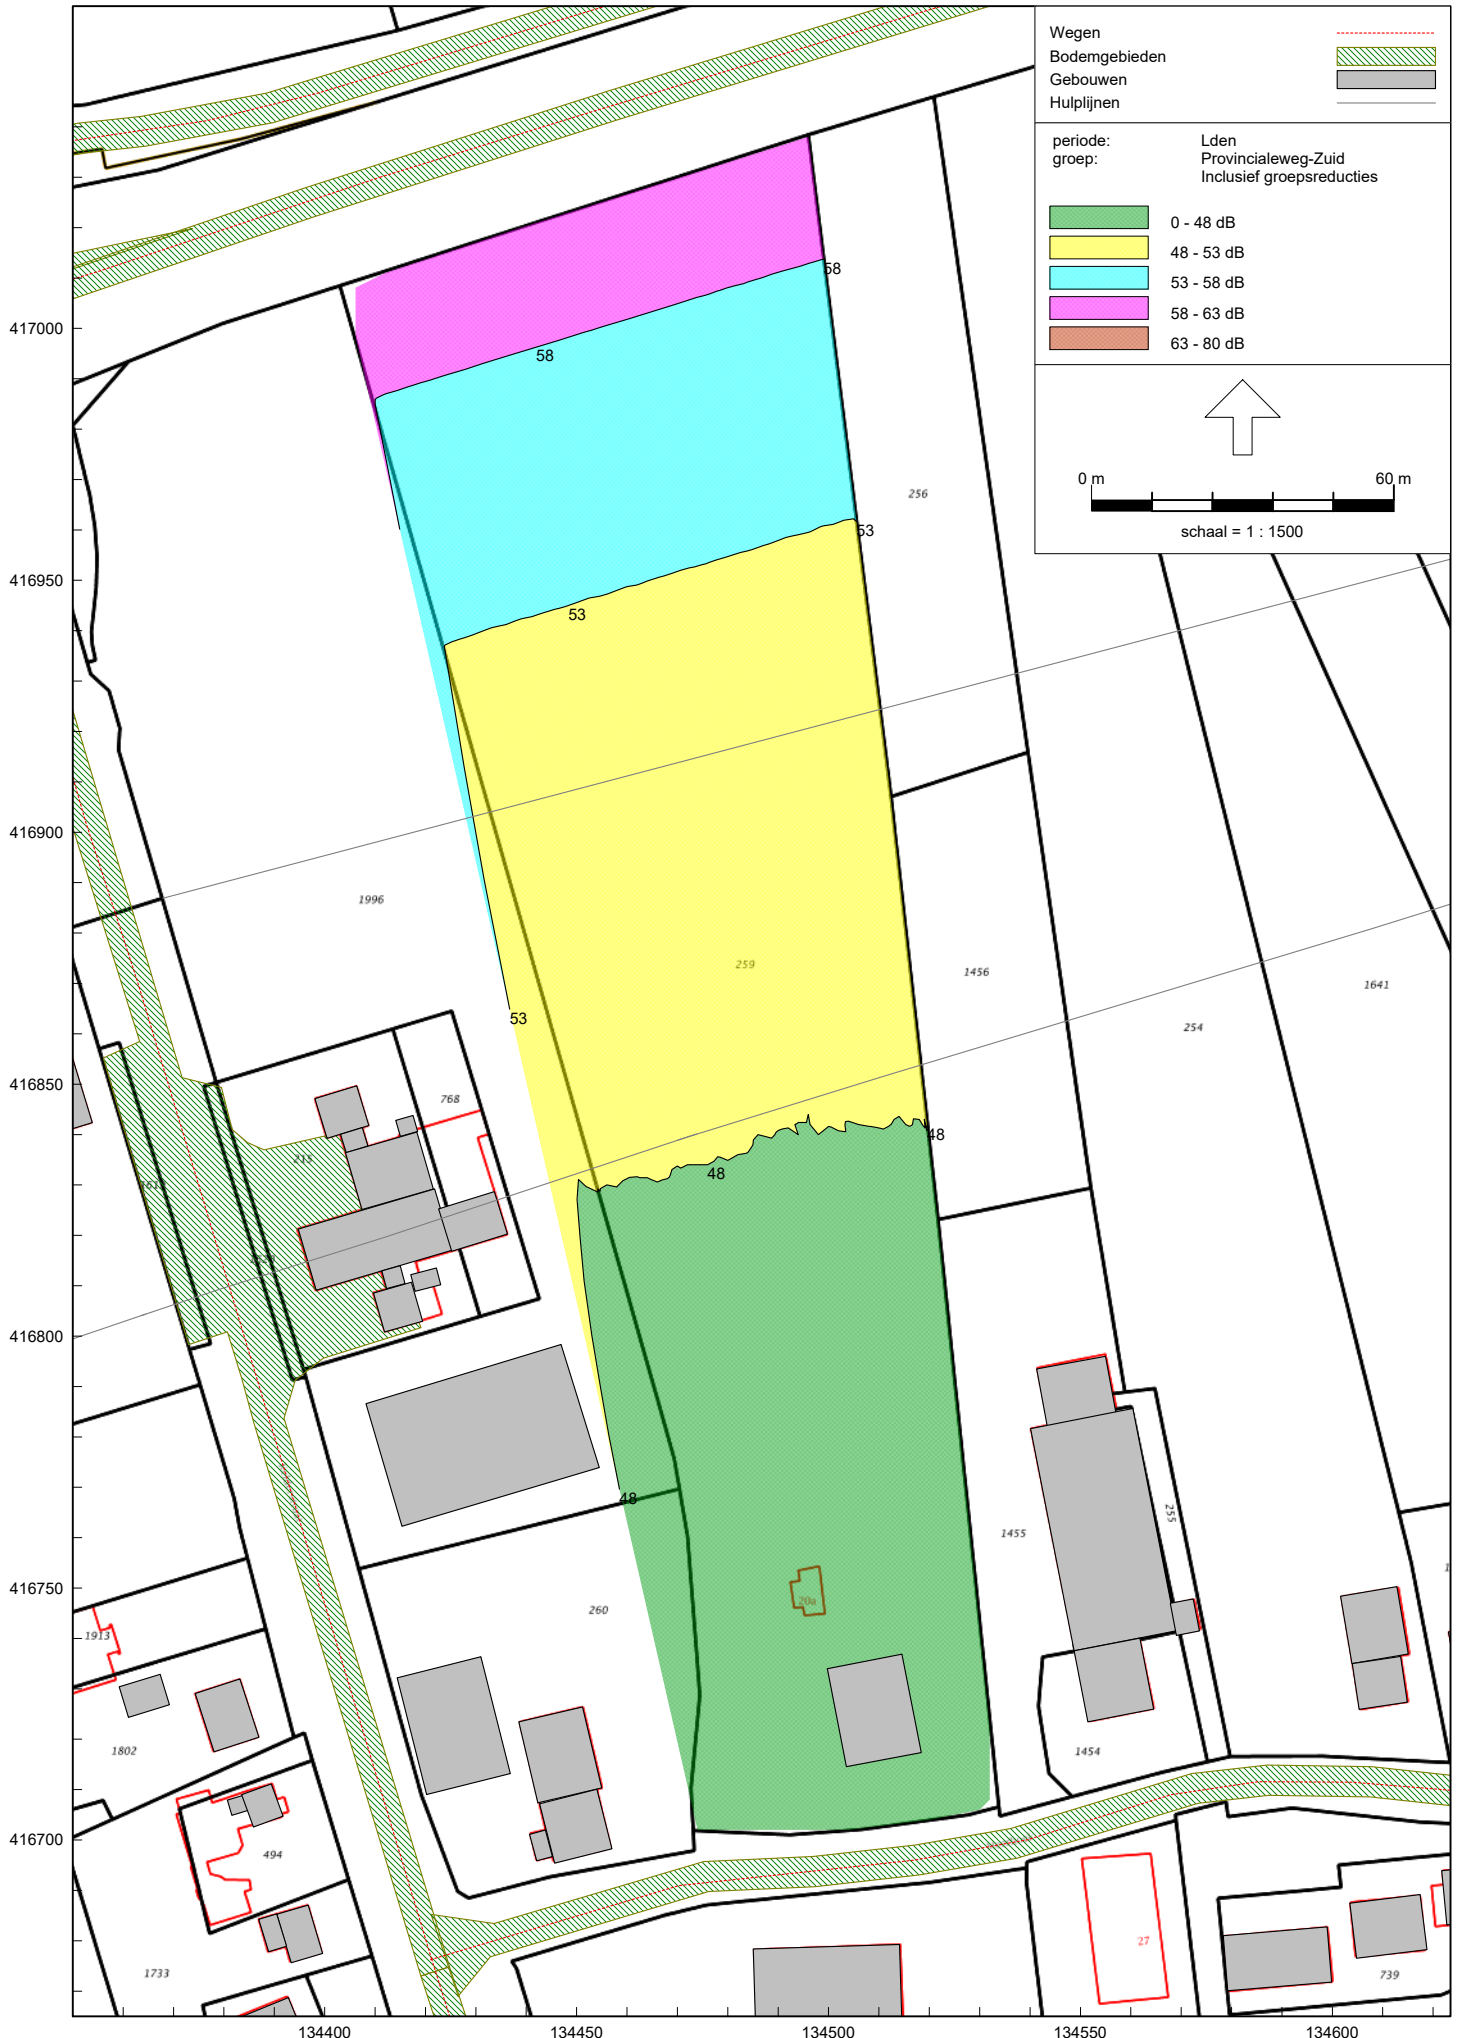 Wegen
Bodemgebieden
Gebouwen
Hulplijnen
periode: Lden
groep: Provincialeweg-Zuid
Inclusief groepsreducties
0 - 48 dB
48 - 53 dB
53 - 58 dB
58 - 63 dB
63 - 80 dB
0 m 60 m
schaal = 1 : 1500
58
417000
58
256
53
416950
53
416900
1996
259
1456
1641
53
254
416850
768
48
215
48
416800
48
1455
255
416750
20a
260
1913
1802
1454
416700
494
27
1733
739
134400 134450 134500 134550 134600